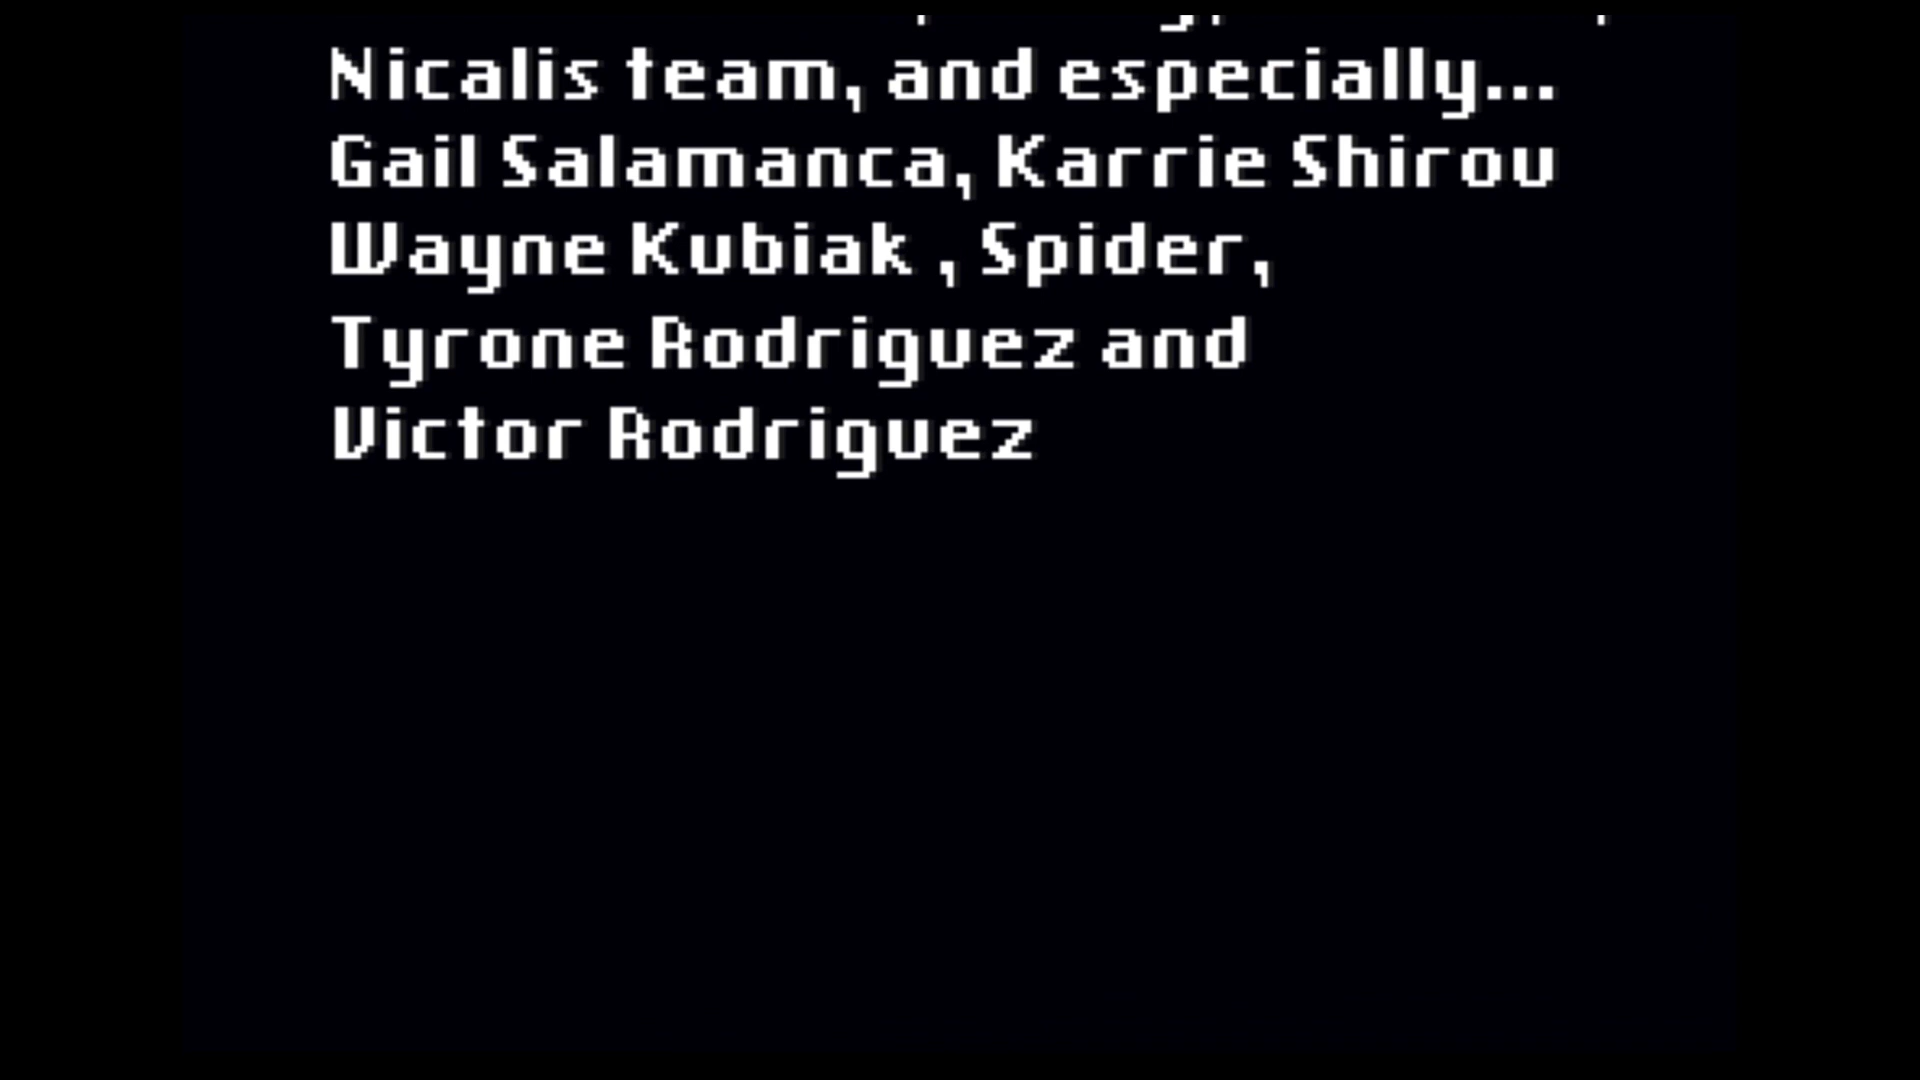 Nicalis team, and especially...
Gail Salamanca, Karrie Shirou
Wayne Kubiak , Spider,
Tyrone Rodriguez and
Victor Rodriguez